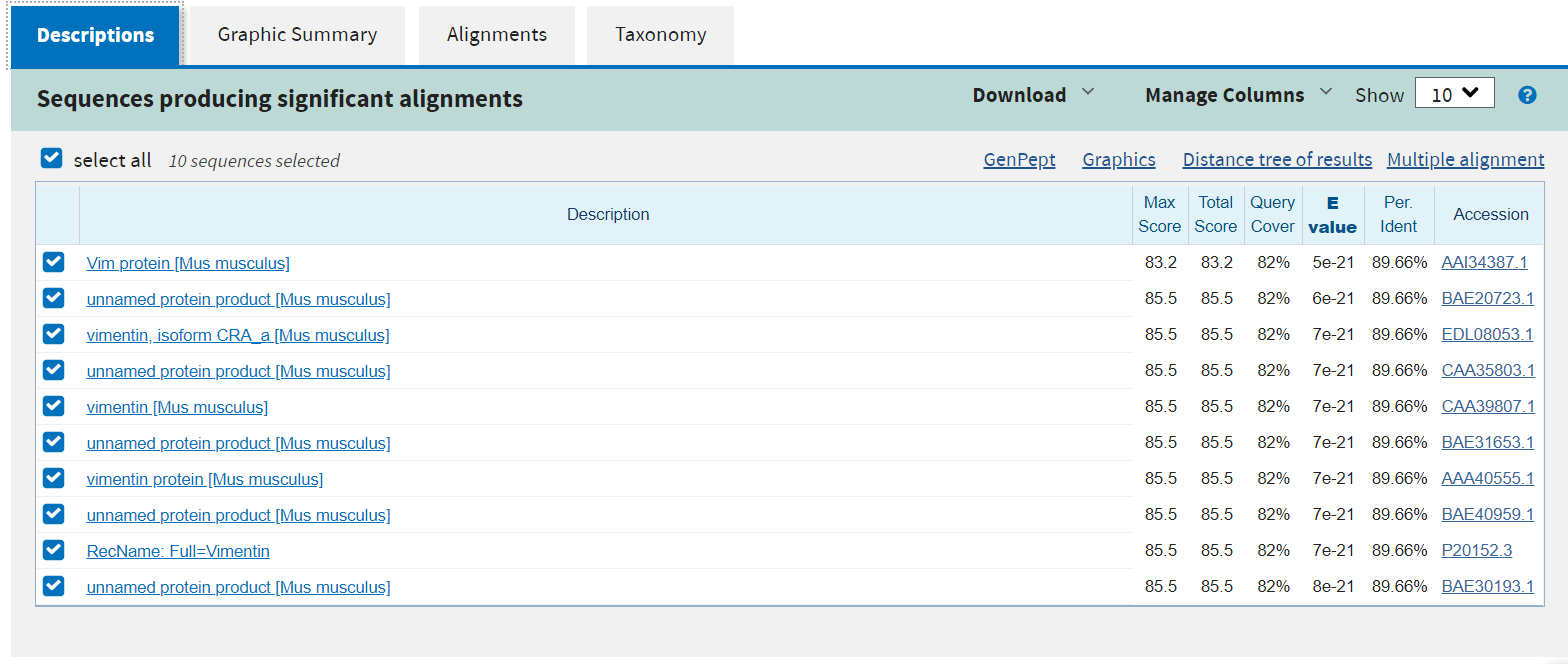 Descriptions Graphic Summary Alignments Taxonomy
Sequences producing significant alignments Download Manage Columns Show 10 ?
select all 10 sequences selected GenPept Graphics Distance tree of results Multiple alignment
Description Max Score Total Score Query Cover E value Per. Ident Accession
Vim protein [Mus musculus] 83.2 83.2 82% 5e-21 89.66% AAI34387.1
unnamed protein product [Mus musculus] 85.5 85.5 82% 6e-21 89.66% BAE20723.1
vimentin, isoform CRA_a [Mus musculus] 85.5 85.5 82% 7e-21 89.66% EDL08053.1
unnamed protein product [Mus musculus] 85.5 85.5 82% 7e-21 89.66% CAA35803.1
vimentin [Mus musculus] 85.5 85.5 82% 7e-21 89.66% CAA39807.1
unnamed protein product [Mus musculus] 85.5 85.5 82% 7e-21 89.66% BAE31653.1
vimentin protein [Mus musculus] 85.5 85.5 82% 7e-21 89.66% AAA40555.1
unnamed protein product [Mus musculus] 85.5 85.5 82% 7e-21 89.66% BAE40959.1
RecName: Full=Vimentin 85.5 85.5 82% 7e-21 89.66% P20152.3
unnamed protein product [Mus musculus] 85.5 85.5 82% 8e-21 89.66% BAE30193.1